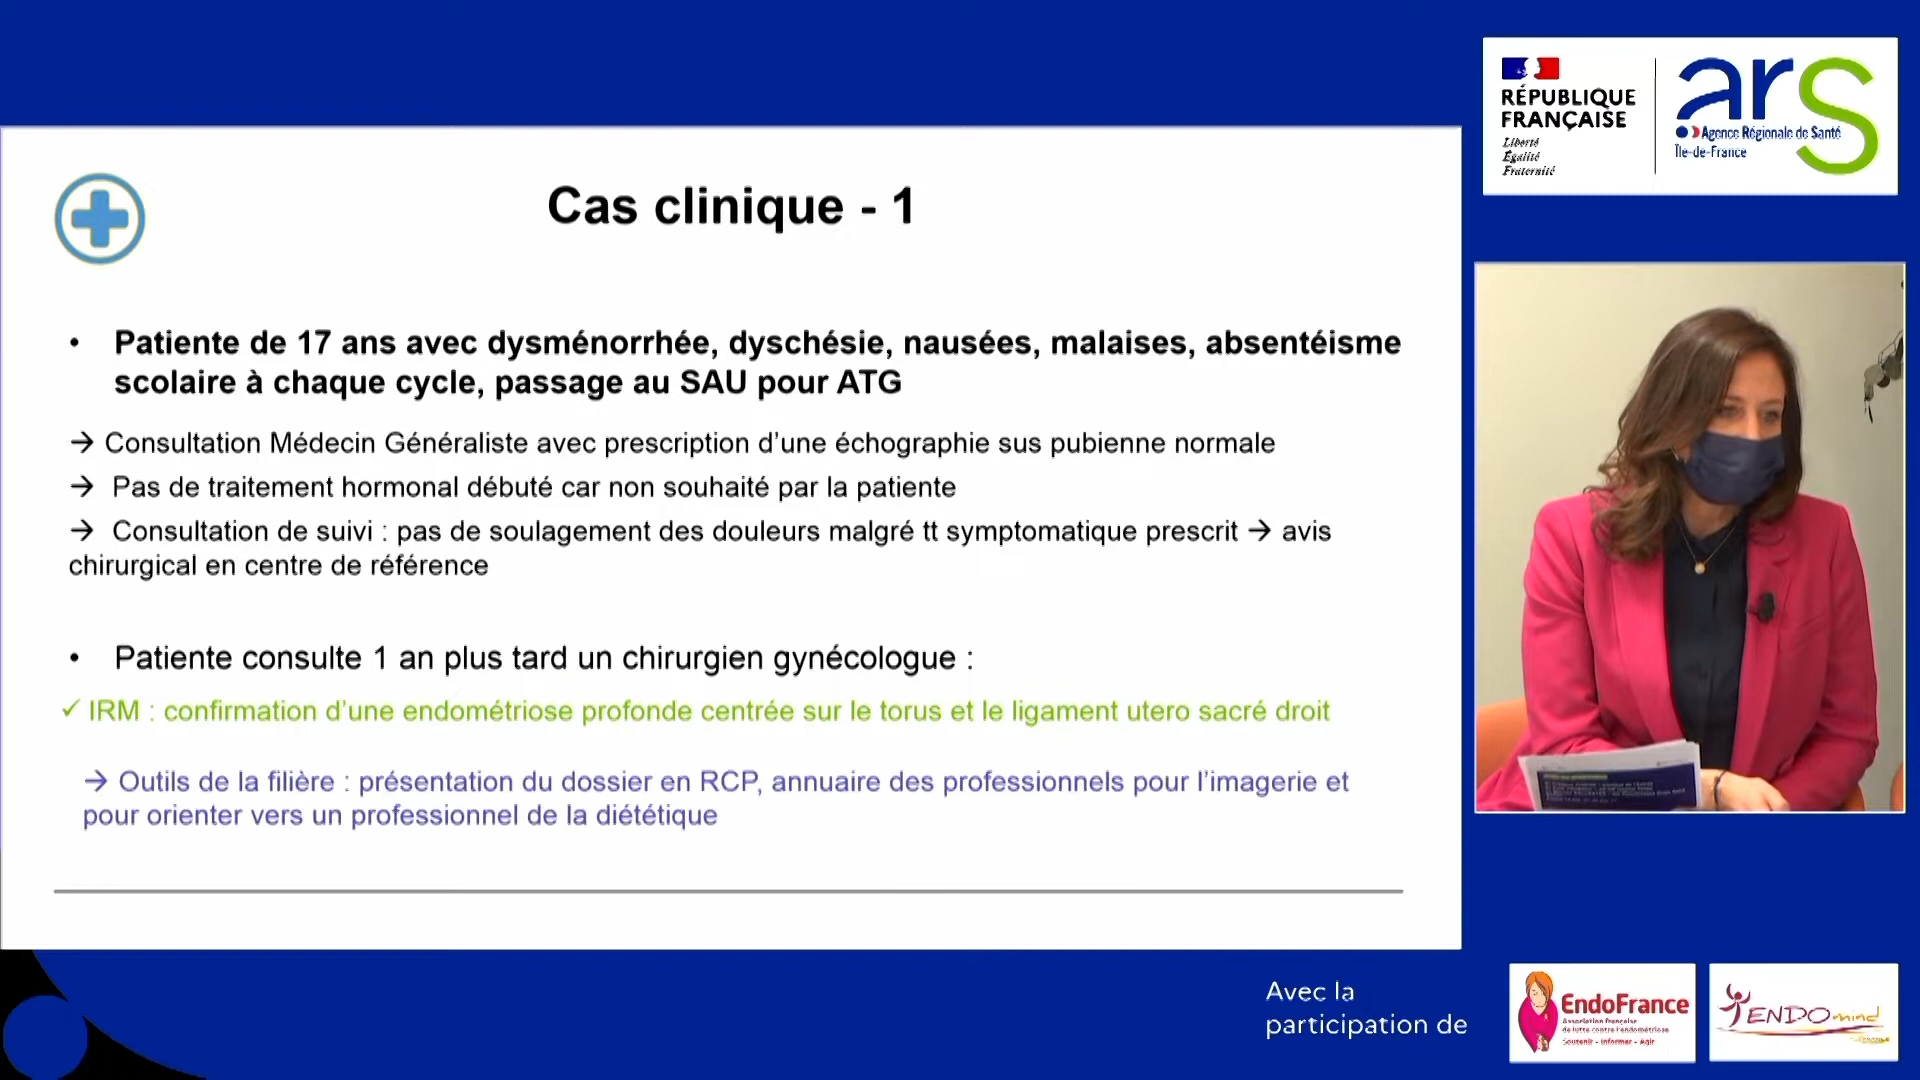 RÉPUBLIQUE
FRANÇAISE
Liberté
Égalité
Fraternité
ars
Agence Régionale de Santé
Île-de-France
Cas clinique - 1
• Patiente de 17 ans avec dysménorrhée, dyschésie, nausées, malaises, absentéisme
scolaire à chaque cycle, passage au SAU pour ATG
→ Consultation Médecin Généraliste avec prescription d’une échographie sus pubienne normale
→ Pas de traitement hormonal débuté car non souhaité par la patiente
→ Consultation de suivi : pas de soulagement des douleurs malgré tt symptomatique prescrit → avis
chirurgical en centre de référence
• Patiente consulte 1 an plus tard un chirurgien gynécologue :
✓ IRM : confirmation d’une endométriose profonde centrée sur le torus et le ligament utero sacré droit
→ Outils de la filière : présentation du dossier en RCP, annuaire des professionnels pour l’imagerie et
pour orienter vers un professionnel de la diététique
Avec la
participation de
EndoFrance
Association française
de lutte contre l'endométriose
Soutenir - Informer - Agir
ENDOmind